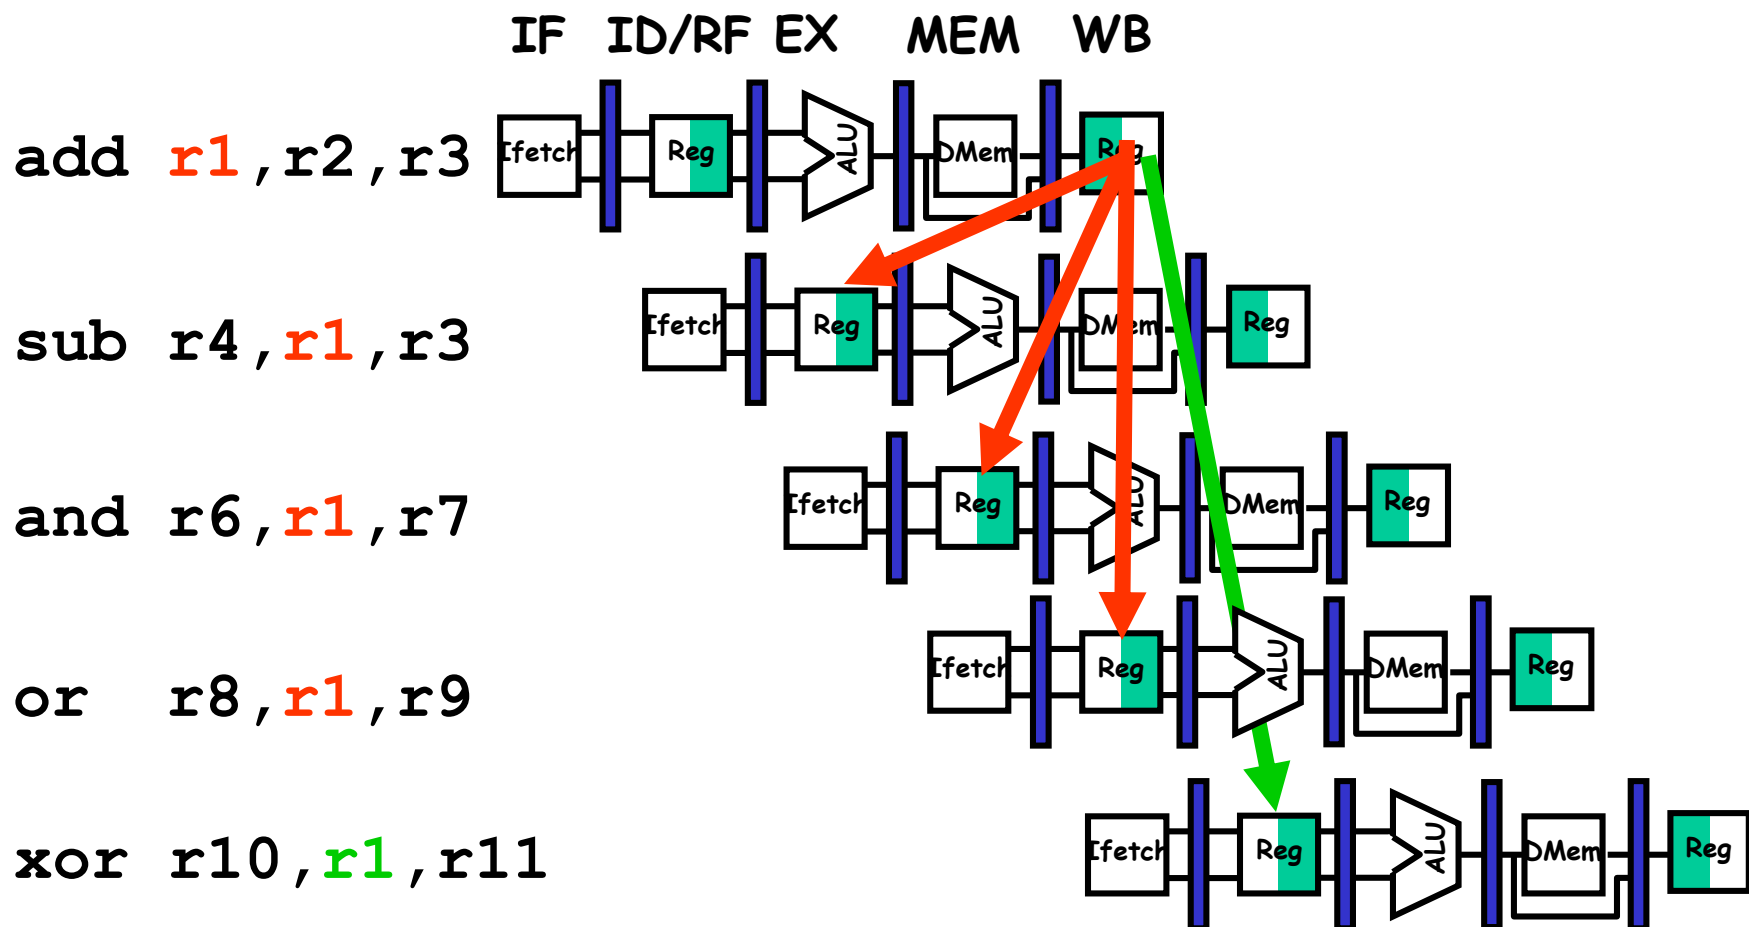 IF ID/RF EX MEM WB
add r1,r2,r3 Ifetch Reg ALU DMem Reg
sub r4,r1,r3 Ifetch Reg ALU DMem Reg
and r6,r1,r7 Ifetch Reg ALU DMem Reg
or r8,r1,r9 Ifetch Reg ALU DMem Reg
xor r10,r1,r11 Ifetch Reg ALU DMem Reg